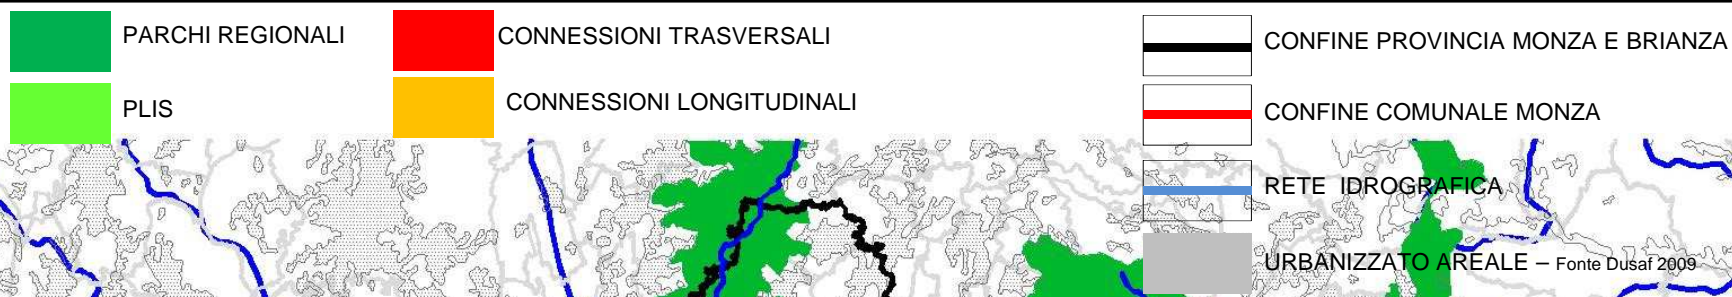 PARCHI REGIONALI
PLIS
CONNESSIONI TRASVERSALI
CONNESSIONI LONGITUDINALI
CONFINE PROVINCIA MONZA E BRIANZA
CONFINE COMUNALE MONZA
RETE IDROGRAFICA
URBANIZZATO AREALE – Fonte Dusaf 2009